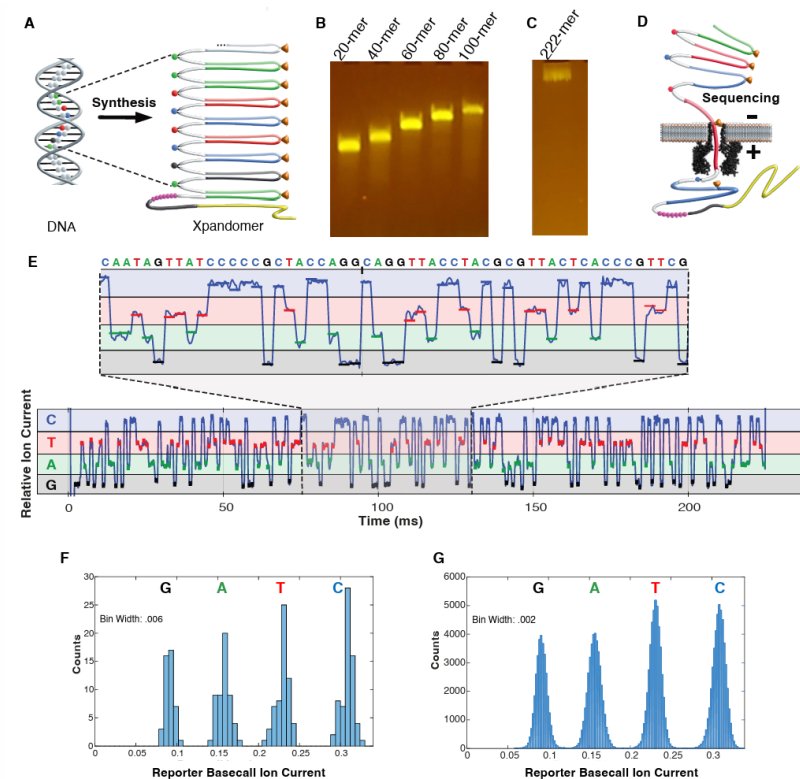 A
DNA
Synthesis
Xpandomer
B
20-mer
40-mer
60-mer
80-mer
100-mer
C
222-mer
D
Sequencing
-
+
E
CAATAGTTATCCCCCGCTACCAGGCAGGTTACCTACGCGTTACTCACCCGTTCG
Relative Ion Current
C
T
A
G
0 50 100 150 200
Time (ms)
F
30
25
20
15
10
5
0
Counts
G A T C
Bin Width: .006
0 0.05 0.1 0.15 0.2 0.25 0.3
Reporter Basecall Ion Current
G
6000
5000
4000
3000
2000
1000
0
Counts
G A T C
Bin Width: .002
0 0.05 0.1 0.15 0.2 0.25 0.3
Reporter Basecall Ion Current